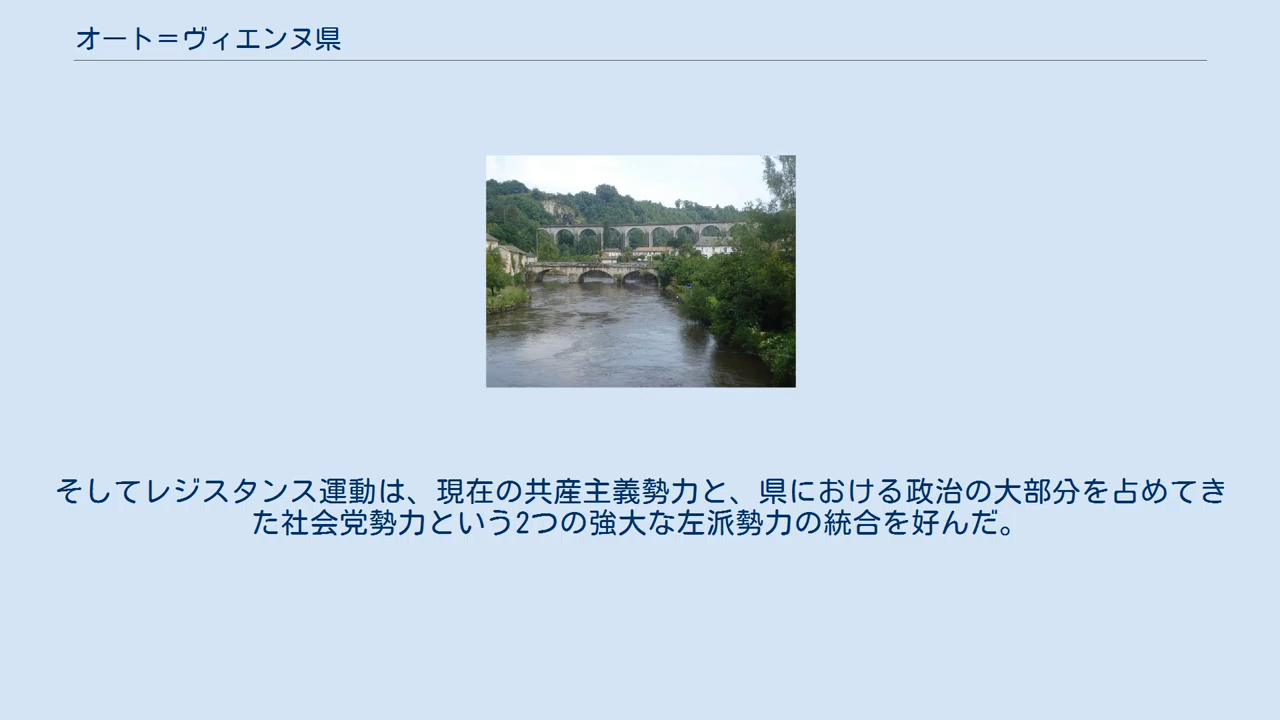 オート＝ヴィエンヌ県
そしてレジスタンス運動は、現在の共産主義勢力と、県における政治の大部分を占めてき
た社会党勢力という2つの強大な左派勢力の統合を好んだ。